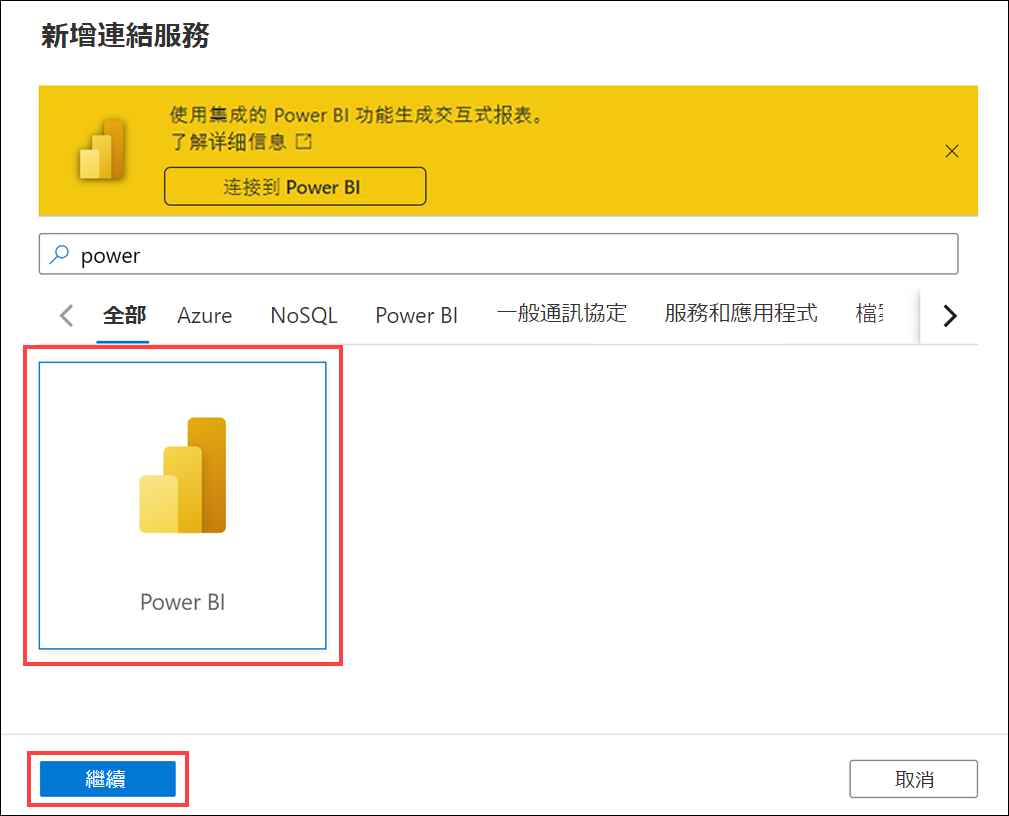 新增連結服務
使用集成的 Power BI 功能生成交互式报表。
了解详细信息
连接到 Power BI
power
全部 Azure NoSQL Power BI 一般通訊協定 服務和應用程式 檔
Power BI
繼續 取消